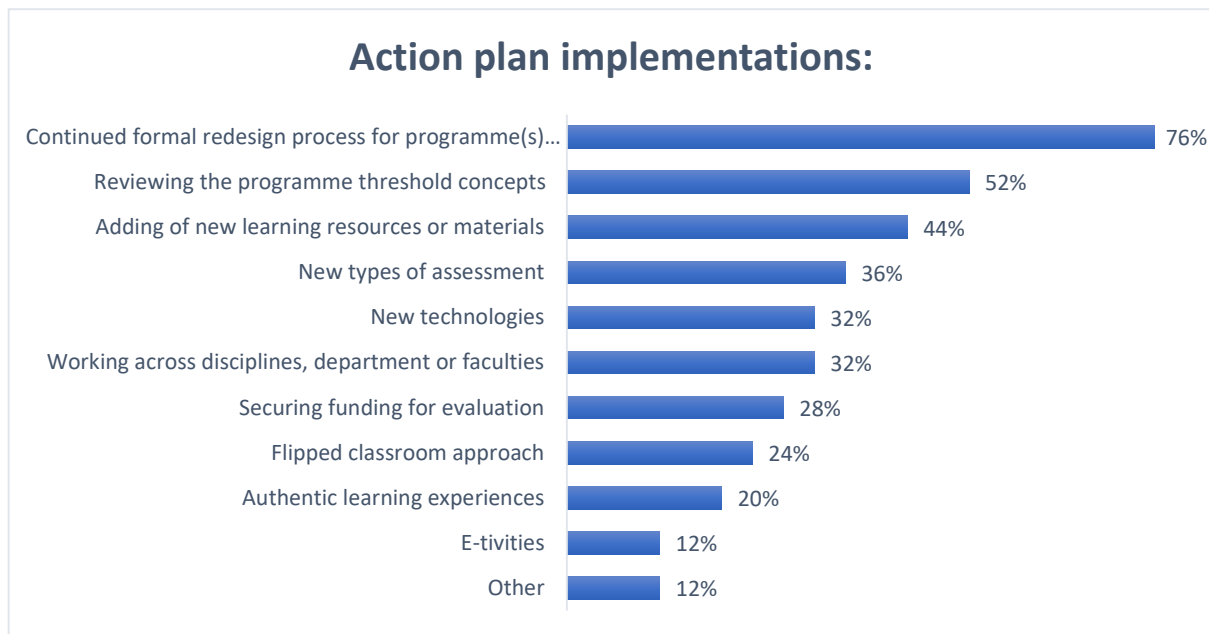 Action plan implementations:
Continued formal redesign process for programme(s)... 76%
Reviewing the programme threshold concepts 52%
Adding of new learning resources or materials 44%
New types of assessment 36%
New technologies 32%
Working across disciplines, department or faculties 32%
Securing funding for evaluation 28%
Flipped classroom approach 24%
Authentic learning experiences 20%
E-tivities 12%
Other 12%